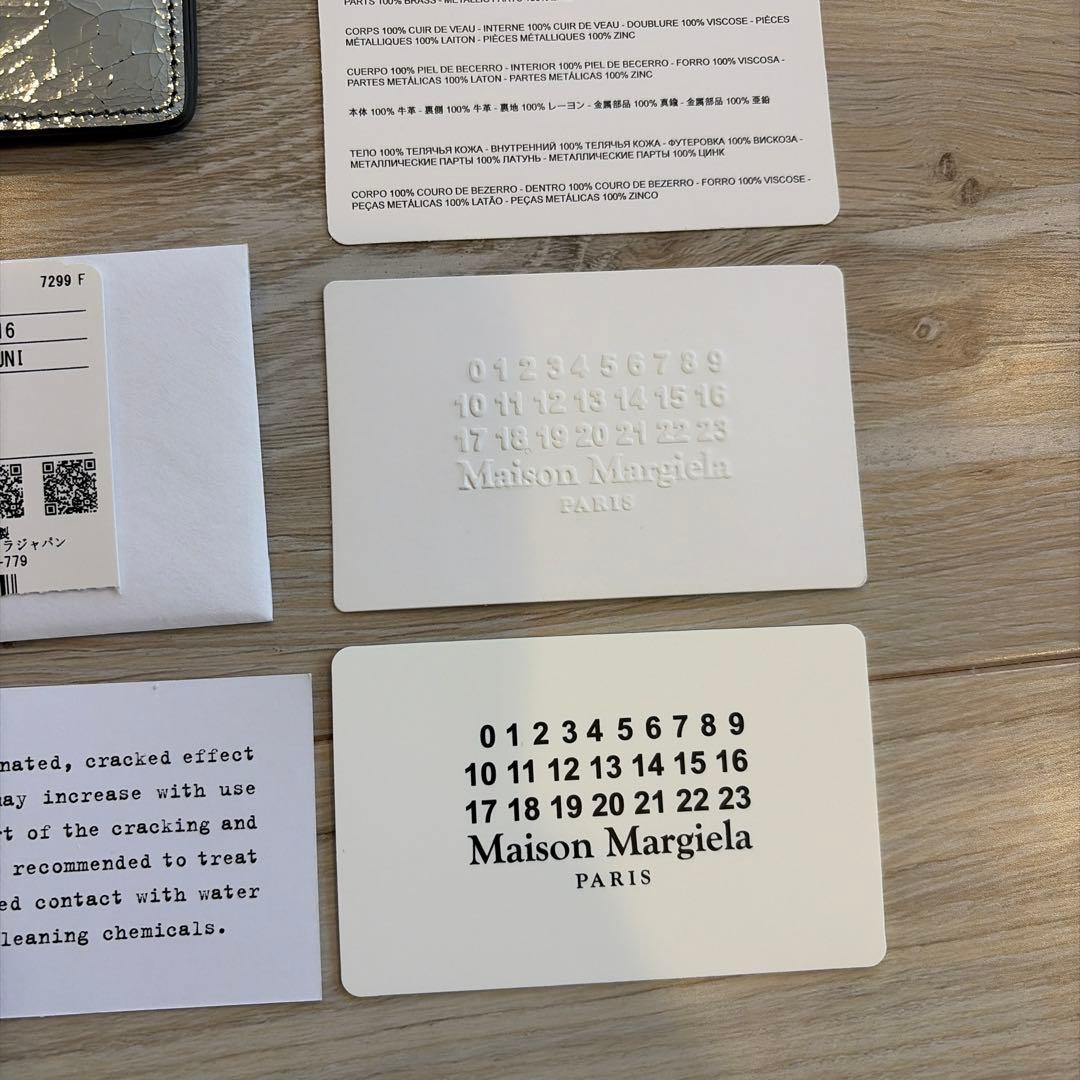 PARTS 100% BRASS - METALLIC PARTS 100%
CORPS 100% CUIR DE VEAU - INTERNE 100% CUIR DE VEAU - DOUBLURE 100% VISCOSE - PIÈCES
MÉTALLIQUES 100% LAITON - PIÈCES MÉTALLIQUES 100% ZINC
CUERPO 100% PIEL DE BECERRO - INTERIOR 100% PIEL DE BECERRO - FORRO 100% VISCOSA -
PARTES METÁLICAS 100% LATON - PARTES METÁLICAS 100% ZINC
本体 100% 牛革 - 裏側 100% 牛革 - 裏地 100% レーヨン - 金属部品 100% 真鍮 - 金属部品 100% 亜鉛
ТЕЛО 100% ТЕЛЯЧЬЯ КОЖА - ВНУТРЕННИЙ 100% ТЕЛЯЧЬЯ КОЖА - ФУТЕРОВКА 100% ВИСКОЗА -
МЕТАЛЛИЧЕСКИЕ ПАРТЫ 100% ЛАТУНЬ - МЕТАЛЛИЧЕСКИЕ ПАРТЫ 100% ЦИНК
CORPO 100% COURO DE BEZERRO - DENTRO 100% COURO DE BEZERRO - FORRO 100% VISCOSE -
PEÇAS METÁLICAS 100% LATÃO - PEÇAS METÁLICAS 100% ZINCO
7299 F
16
UNI
製
ラジャパン
-779
0 1 2 3 4 5 6 7 8 9
10 11 12 13 14 15 16
17 18 19 20 21 22 23
Maison Margiela
PARIS
nated, cracked effect
may increase with use
rt of the cracking and
recommended to treat
ed contact with water
leaning chemicals.
0 1 2 3 4 5 6 7 8 9
10 11 12 13 14 15 16
17 18 19 20 21 22 23
Maison Margiela
PARIS